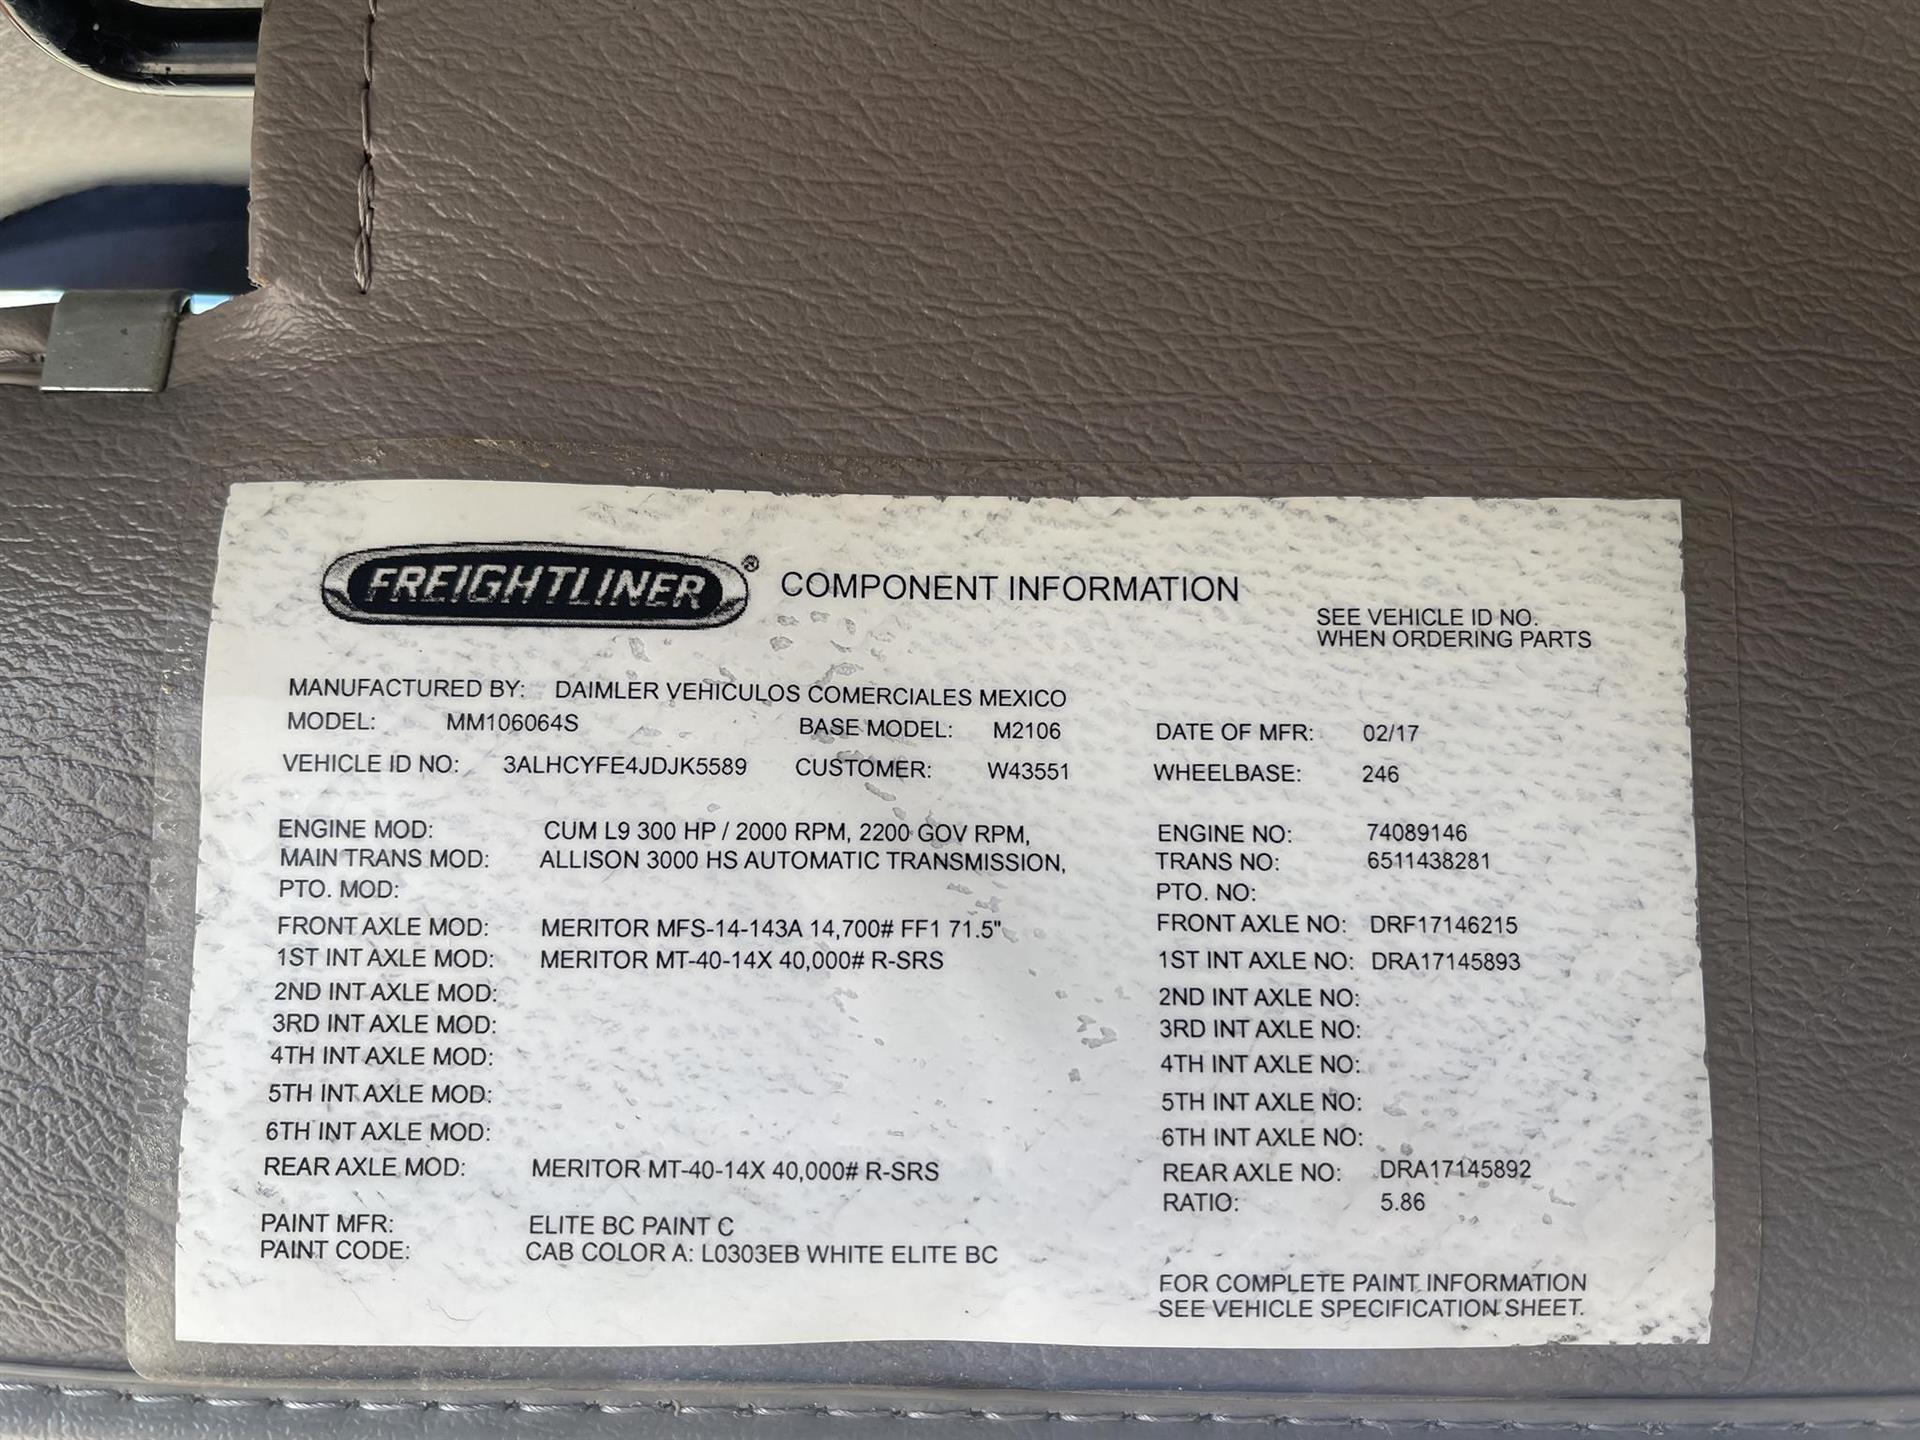 FREIGHTLINER ® COMPONENT INFORMATION
SEE VEHICLE ID NO.
WHEN ORDERING PARTS
MANUFACTURED BY: DAIMLER VEHICULOS COMERCIALES MEXICO
MODEL: MM106064S BASE MODEL: M2106 DATE OF MFR: 02/17
VEHICLE ID NO: 3ALHCYFE4JDJK5589 CUSTOMER: W43551 WHEELBASE: 246
ENGINE MOD: CUM L9 300 HP / 2000 RPM, 2200 GOV RPM, ENGINE NO: 74089146
MAIN TRANS MOD: ALLISON 3000 HS AUTOMATIC TRANSMISSION, TRANS NO: 6511438281
PTO. MOD: PTO. NO:
FRONT AXLE MOD: MERITOR MFS-14-143A 14,700# FF1 71.5" FRONT AXLE NO: DRF17146215
1ST INT AXLE MOD: MERITOR MT-40-14X 40,000# R-SRS 1ST INT AXLE NO: DRA17145893
2ND INT AXLE MOD: 2ND INT AXLE NO:
3RD INT AXLE MOD: 3RD INT AXLE NO:
4TH INT AXLE MOD: 4TH INT AXLE NO:
5TH INT AXLE MOD: 5TH INT AXLE NO:
6TH INT AXLE MOD: 6TH INT AXLE NO:
REAR AXLE MOD: MERITOR MT-40-14X 40,000# R-SRS REAR AXLE NO: DRA17145892
RATIO: 5.86
PAINT MFR: ELITE BC PAINT C
PAINT CODE: CAB COLOR A: L0303EB WHITE ELITE BC
FOR COMPLETE PAINT INFORMATION
SEE VEHICLE SPECIFICATION SHEET.